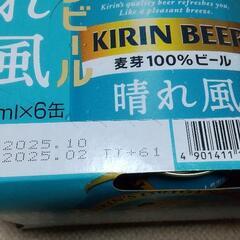 Kirin's quality beer refreshes you.
Like a pleasant breeze.
ビール
KIRIN BEER
麦芽100%ビール
れ
風
晴れ風
ml×6缶
2025.10
2025.02
+61
4 901411